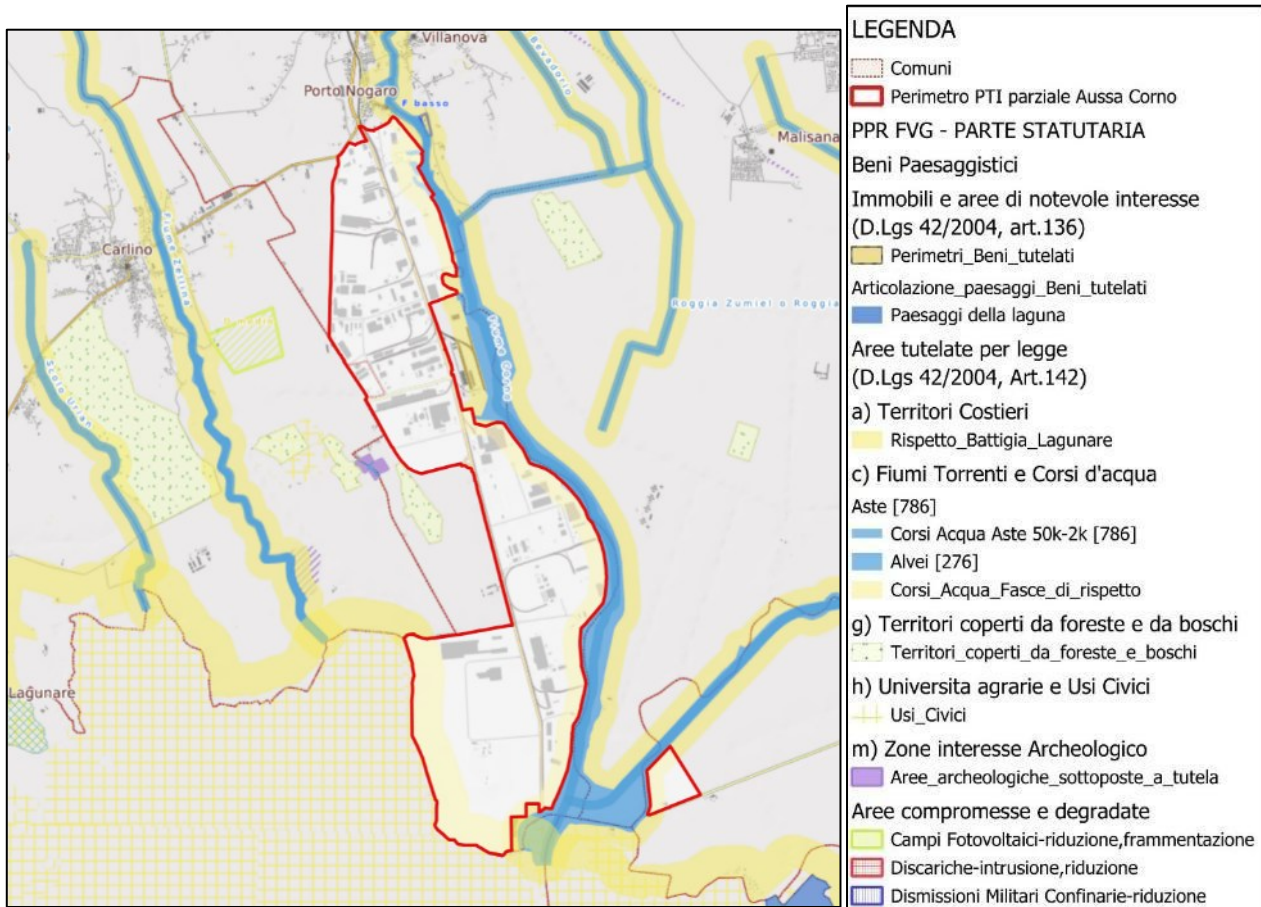 Villanova
Porto Nogaro
F basso
Bevadorio
Malisana
Carlino
Fiume Zellina
Roggia Zumiel o Roggia
D medio
Scolo Urian
Fiume Corno
Lagunare
LEGENDA
Comuni
Perimetro PTI parziale Aussa Corno
PPR FVG - PARTE STATUTARIA
Beni Paesaggistici
Immobili e aree di notevole interesse
(D.Lgs 42/2004, art.136)
Perimetri_Beni_tutelati
Articolazione_paesaggi_Beni_tutelati
Paesaggi della laguna
Aree tutelate per legge
(D.Lgs 42/2004, Art.142)
a) Territori Costieri
Rispetto_Battigia_Lagunare
c) Fiumi Torrenti e Corsi d'acqua
Aste [786]
Corsi Acqua Aste 50k-2k [786]
Alvei [276]
Corsi_Acqua_Fasce_di_rispetto
g) Territori coperti da foreste e da boschi
Territori_coperti_da_foreste_e_boschi
h) Universita agrarie e Usi Civici
Usi_Civici
m) Zone interesse Archeologico
Aree_archeologiche_sottoposte_a_tutela
Aree compromesse e degradate
Campi Fotovoltaici-riduzione,frammentazione
Discariche-intrusione,riduzione
Dismissioni Militari Confinarie-riduzione